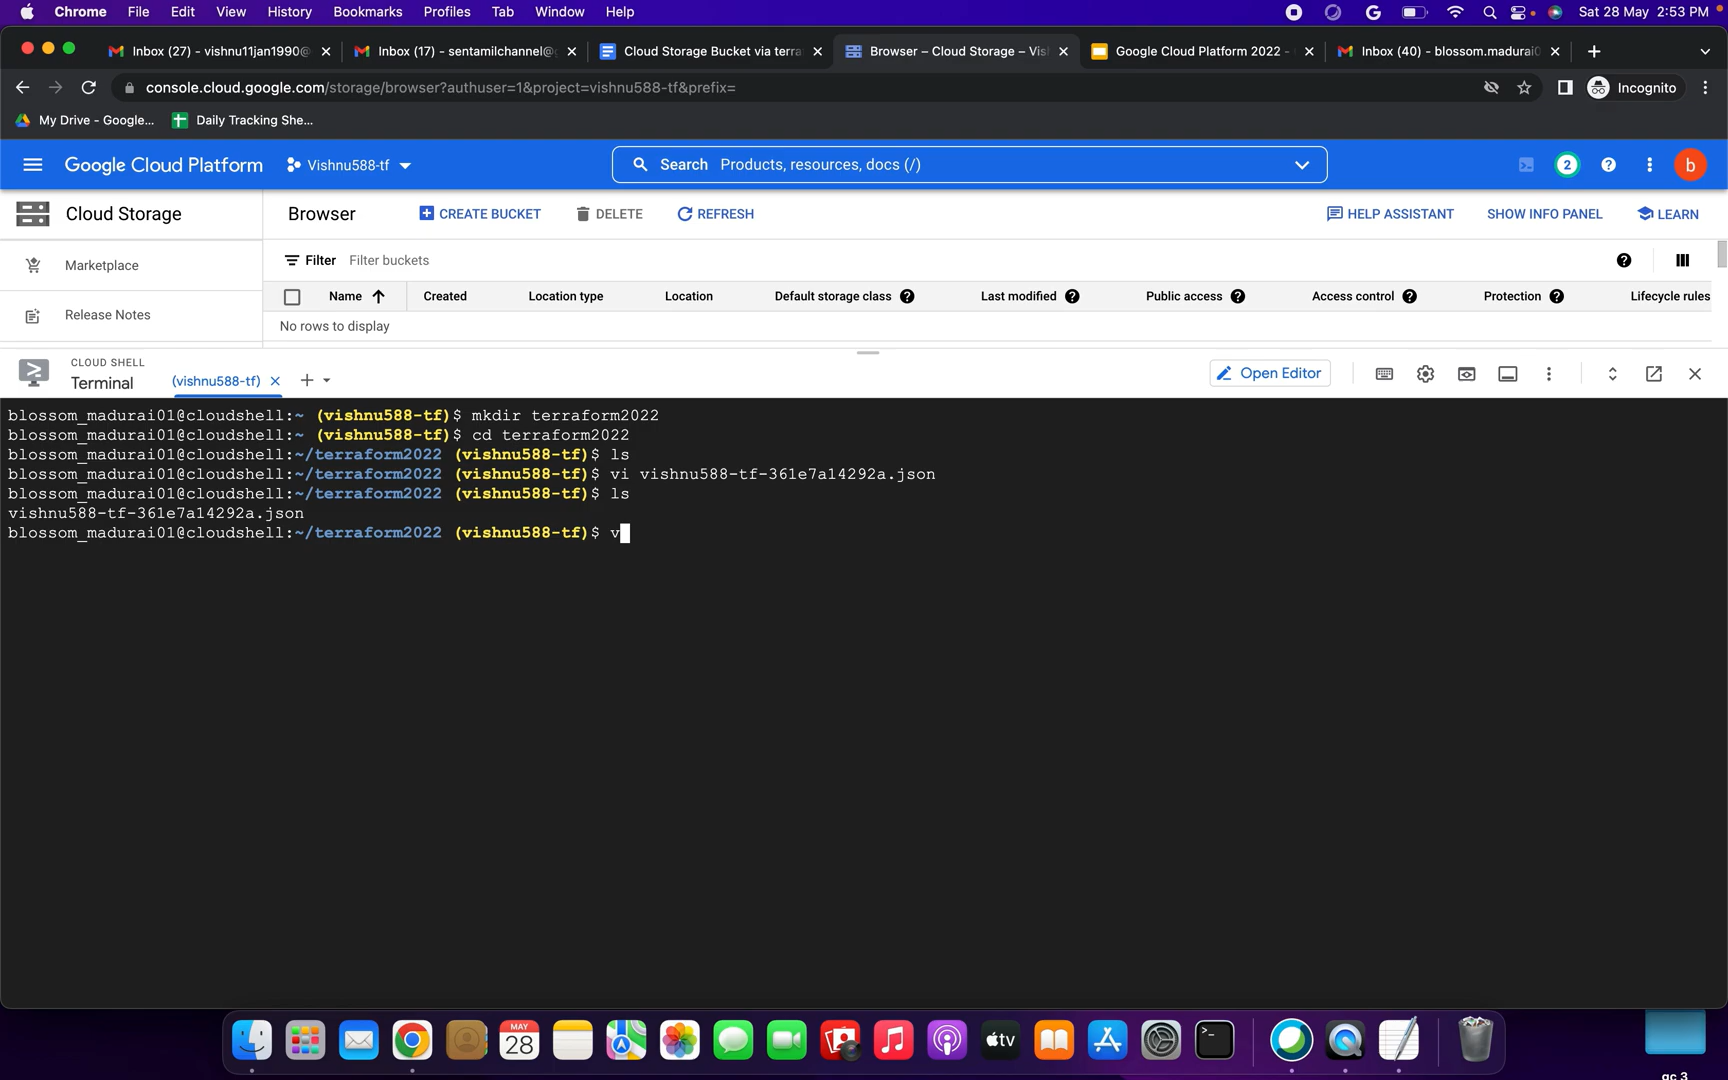 Chrome File Edit View History Bookmarks Profiles Tab Window Help Sat 28 May 2:53 PM
Inbox (27) - vishnu11jan1990@ Inbox (17) - sentamilchannel@ Cloud Storage Bucket via terra Browser – Cloud Storage – Vis Google Cloud Platform 2022 - Inbox (40) - blossom.madurai0
console.cloud.google.com/storage/browser?authuser=1&project=vishnu588-tf&prefix= Incognito
My Drive - Google... Daily Tracking She...
Google Cloud Platform Vishnu588-tf Search Products, resources, docs (/) 2 b
Cloud Storage Browser CREATE BUCKET DELETE REFRESH HELP ASSISTANT SHOW INFO PANEL LEARN
Marketplace Filter Filter buckets
Name Created Location type Location Default storage class Last modified Public access Access control Protection Lifecycle rules
Release Notes No rows to display
CLOUD SHELL
Terminal (vishnu588-tf) Open Editor
blossom_madurai01@cloudshell:~ (vishnu588-tf)$ mkdir terraform2022
blossom_madurai01@cloudshell:~ (vishnu588-tf)$ cd terraform2022
blossom_madurai01@cloudshell:~/terraform2022 (vishnu588-tf)$ ls
blossom_madurai01@cloudshell:~/terraform2022 (vishnu588-tf)$ vi vishnu588-tf-361e7a14292a.json
blossom_madurai01@cloudshell:~/terraform2022 (vishnu588-tf)$ ls
vishnu588-tf-361e7a14292a.json
blossom_madurai01@cloudshell:~/terraform2022 (vishnu588-tf)$ v
MAY
28
tv